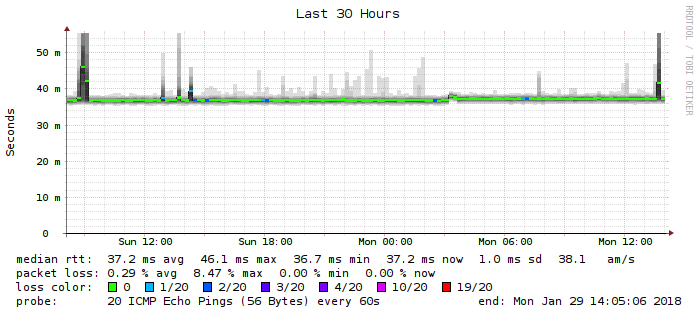 Last 30 Hours
RRDTOOL / TOBI OETIKER
Seconds
50 m
40 m
30 m
20 m
10 m
0
Sun 12:00 Sun 18:00 Mon 00:00 Mon 06:00 Mon 12:00
median rtt: 37.2 ms avg 46.1 ms max 36.7 ms min 37.2 ms now 1.0 ms sd 38.1 am/s
packet loss: 0.29 % avg 8.47 % max 0.00 % min 0.00 % now
loss color: 0 1/20 2/20 3/20 4/20 10/20 19/20
probe: 20 ICMP Echo Pings (56 Bytes) every 60s end: Mon Jan 29 14:05:06 2018